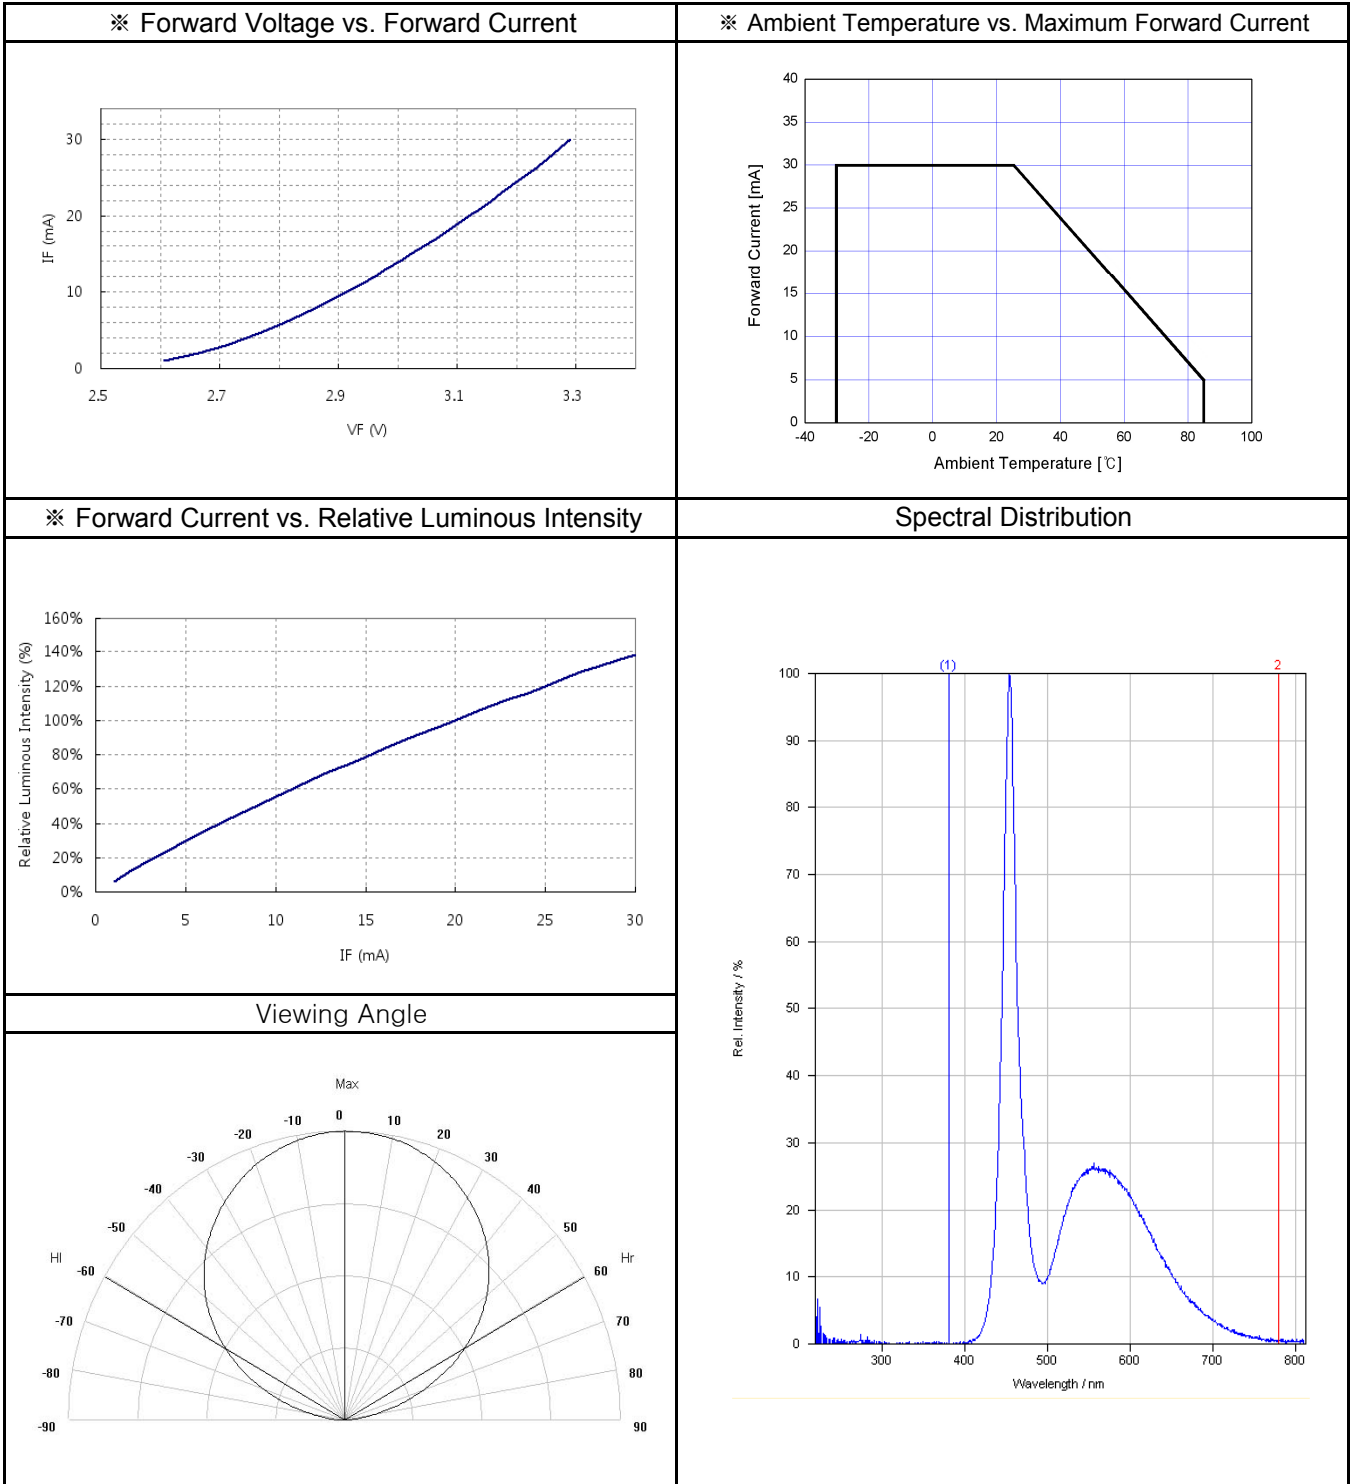 ※ Forward Voltage vs. Forward Current
30
20
10
0
IF (mA)
2.5 2.7 2.9 3.1 3.3
VF (V)
※ Ambient Temperature vs. Maximum Forward Current
40
35
30
25
20
15
10
5
0
Forward Current [mA]
-40 -20 0 20 40 60 80 100
Ambient Temperature [℃]
※ Forward Current vs. Relative Luminous Intensity
160%
140%
120%
100%
80%
60%
40%
20%
0%
Relative Luminous Intensity (%)
0 5 10 15 20 25 30
IF (mA)
Spectral Distribution
(1) 2
100
90
80
70
60
50
40
30
20
10
0
Rel. Intensity / %
300 400 500 600 700 800
Wavelength / nm
Viewing Angle
Max
-10 0 10
-20 20
-30 30
-40 40
-50 50
Hl Hr
-60 60
-70 70
-80 80
-90 90